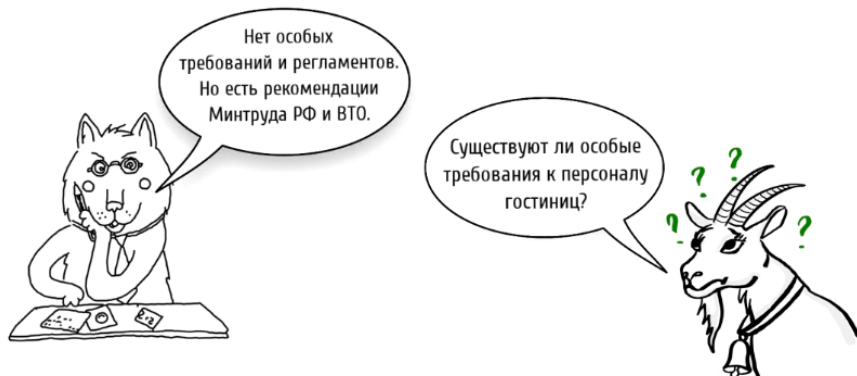 Нет особых
требований и регламентов.
Но есть рекомендации
Минтруда РФ и ВТО.
Существуют ли особые
требования к персоналу
гостиниц?
? ? ? ?